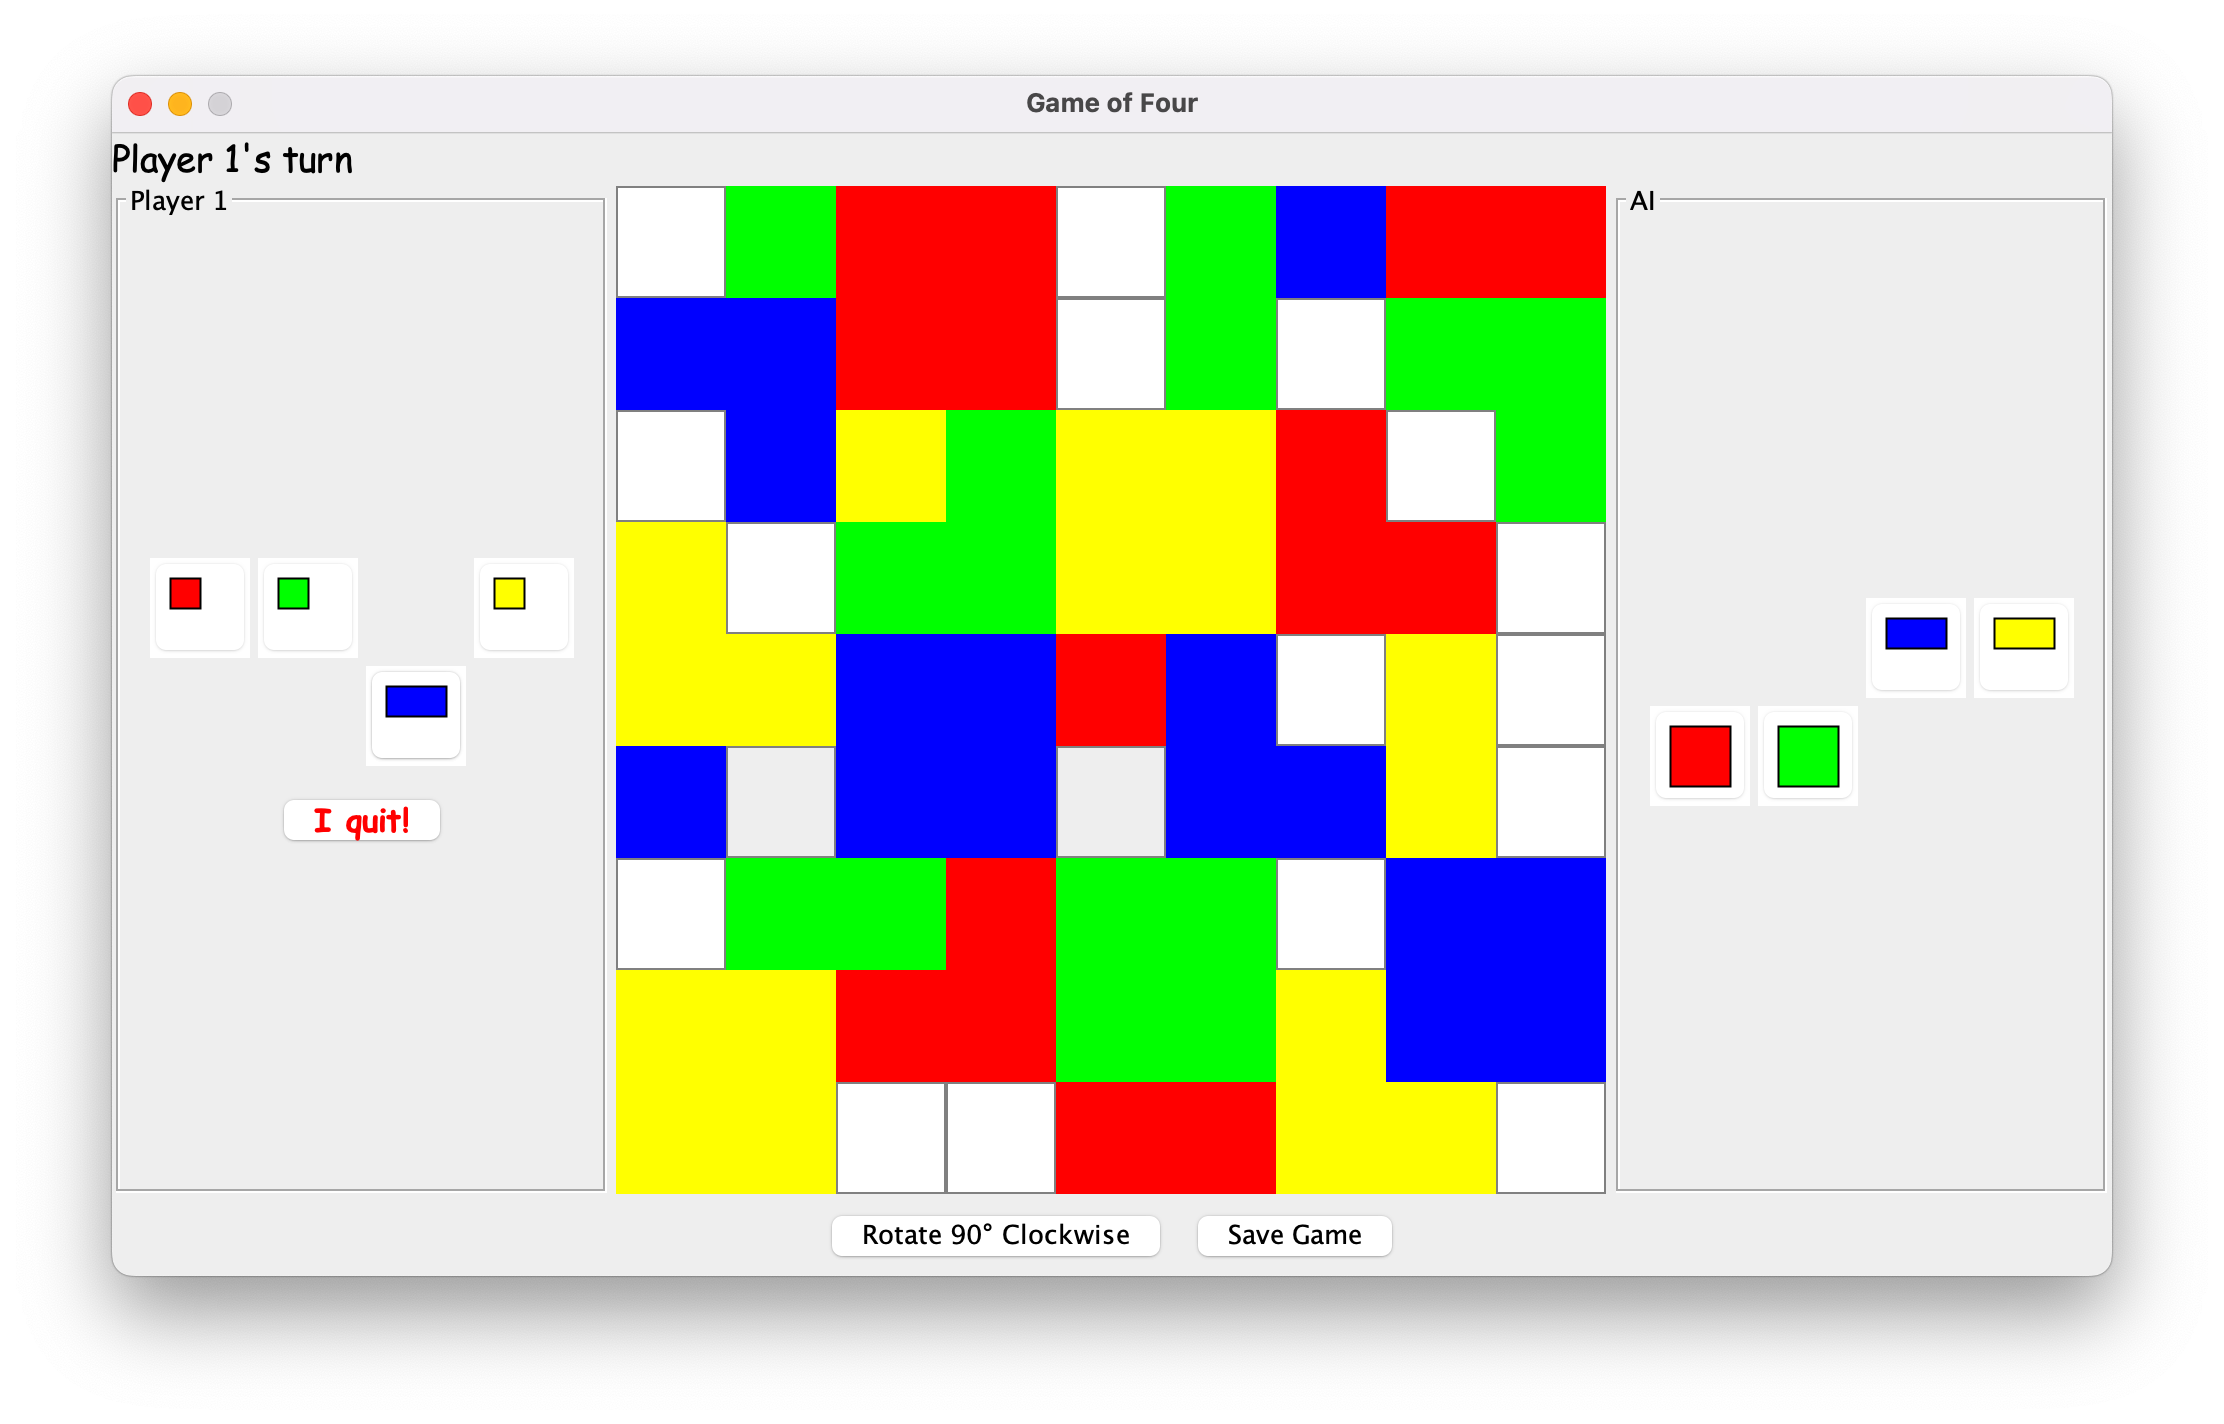 Game of Four
Player 1's turn
Player 1
AI
I quit!
Rotate 90° Clockwise
Save Game